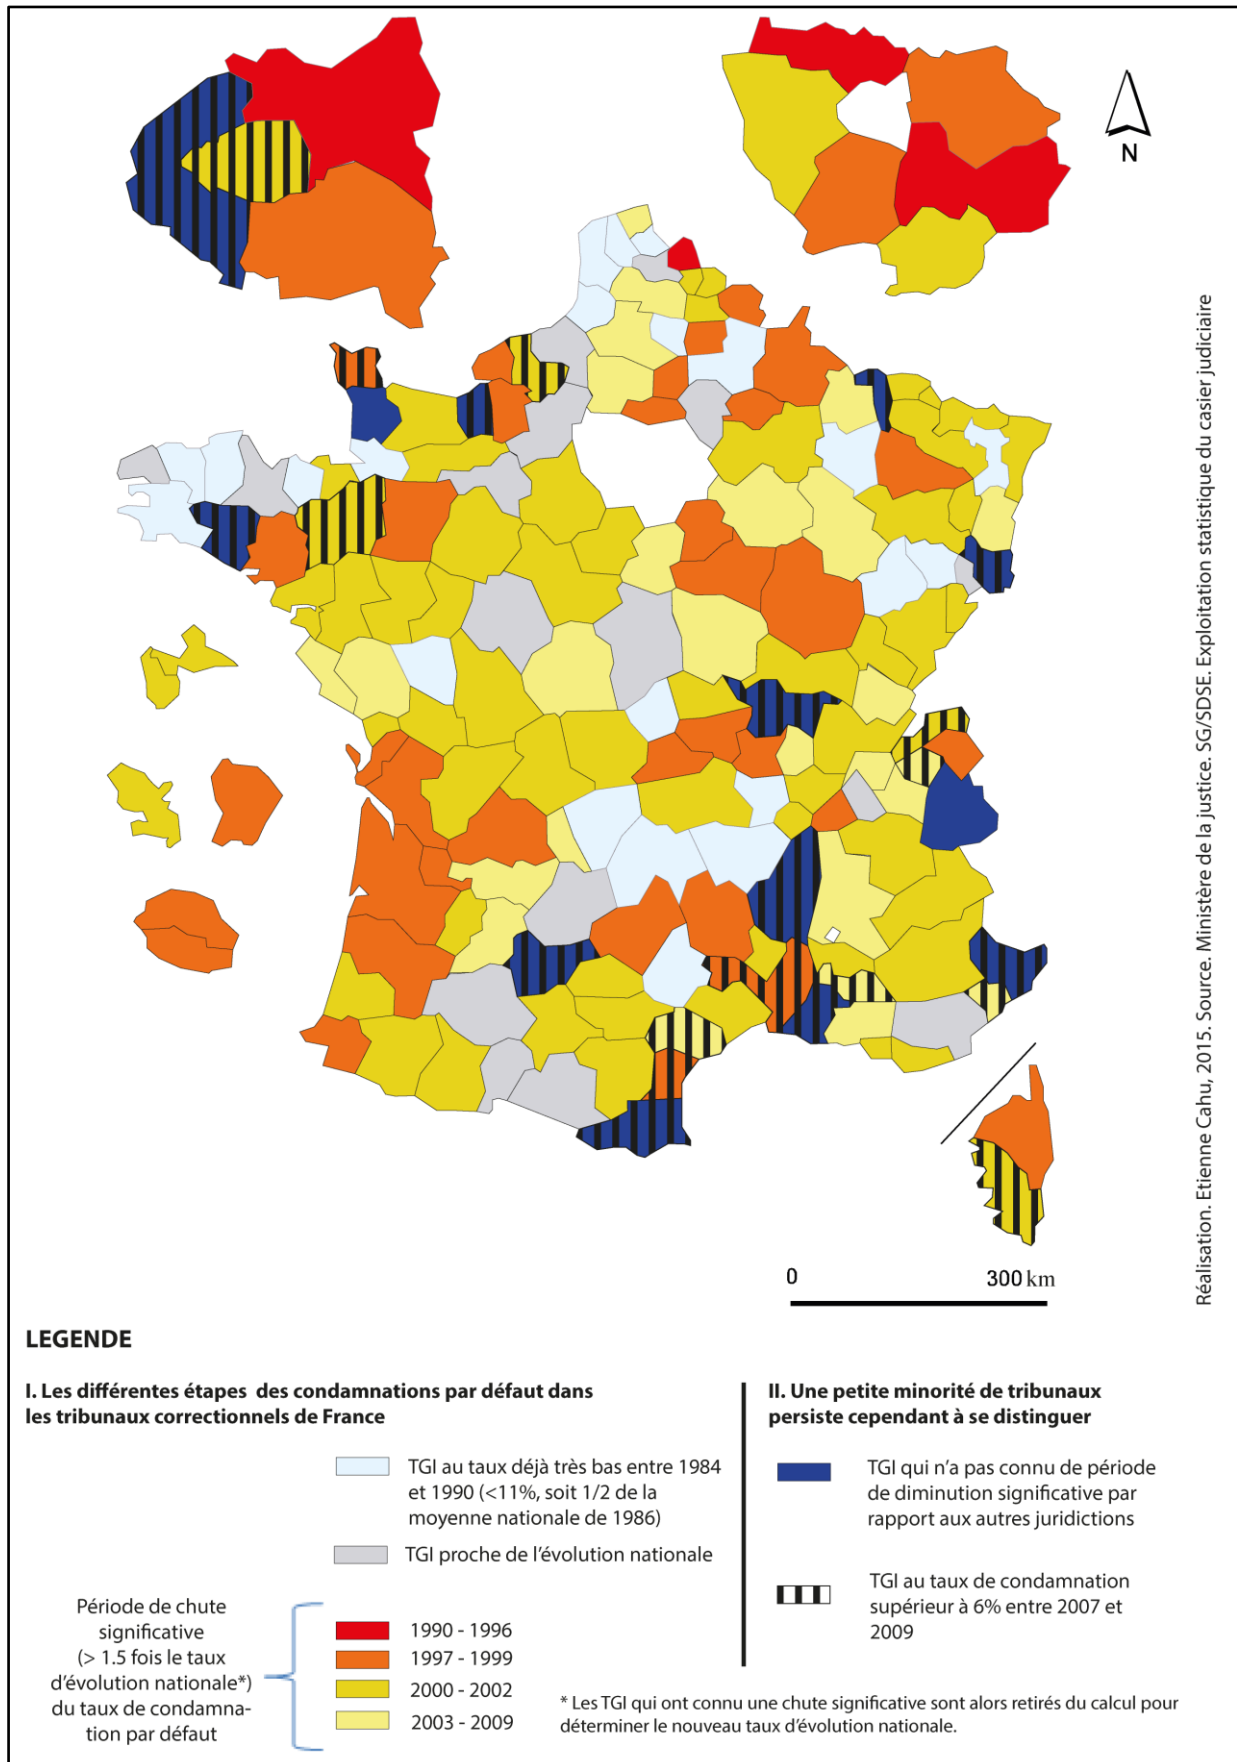 N
Réalisation. Etienne Cahu, 2015. Source. Ministère de la justice. SG/SDSE. Exploitation statistique du casier judiciaire
0
300 km
LEGENDE
I. Les différentes étapes des condamnations par défaut dans
les tribunaux correctionnels de France
TGI au taux déjà très bas entre 1984
et 1990 (<11%, soit 1/2 de la
moyenne nationale de 1986)
TGI proche de l'évolution nationale
Période de chute
significative
(> 1.5 fois le taux
d'évolution nationale*)
du taux de condamna-
tion par défaut
1990 - 1996
1997 - 1999
2000 - 2002
2003 - 2009
II. Une petite minorité de tribunaux
persiste cependant à se distinguer
TGI qui n'a pas connu de période
de diminution significative par
rapport aux autres juridictions
TGI au taux de condamnation
supérieur à 6% entre 2007 et
2009
* Les TGI qui ont connu une chute significative sont alors retirés du calcul pour
déterminer le nouveau taux d'évolution nationale.